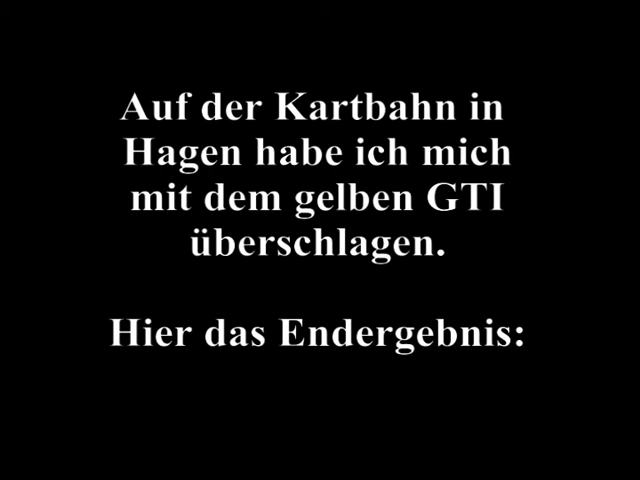 Auf der Kartbahn in
Hagen habe ich mich
mit dem gelben GTI
überschlagen.
Hier das Endergebnis: